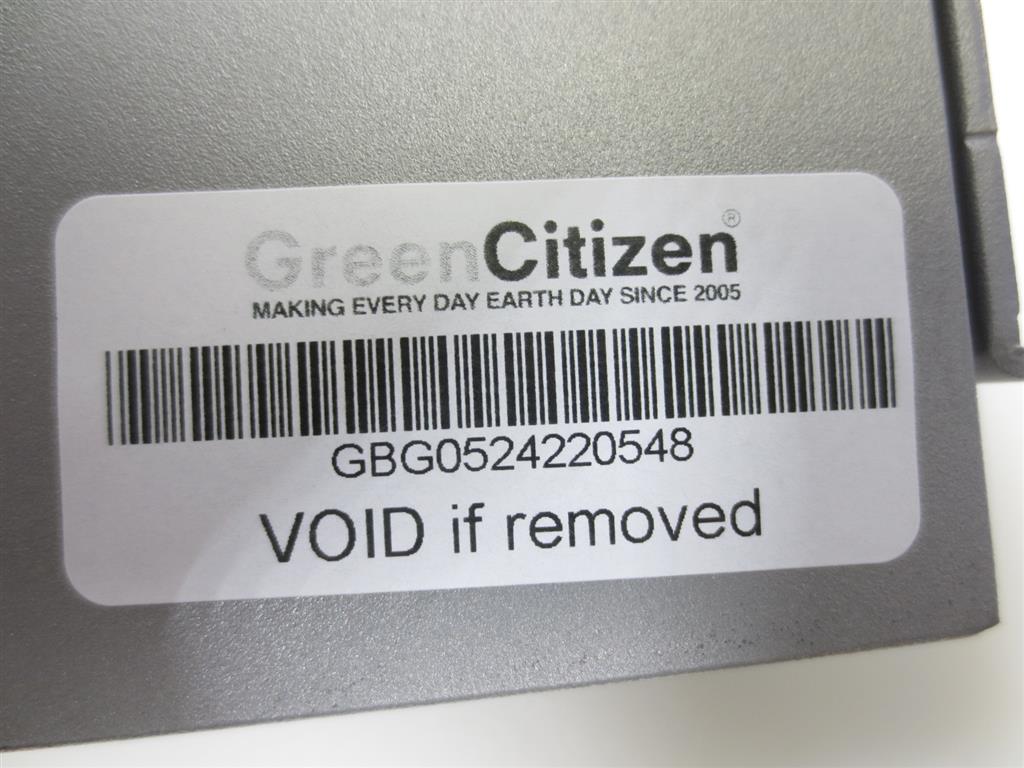 GreenCitizen®
MAKING EVERY DAY EARTH DAY SINCE 2005
GBG0524220548
VOID if removed